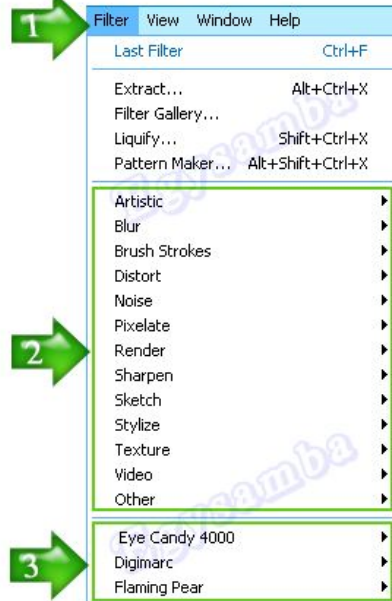 1
Filter View Window Help
Last Filter Ctrl+F
Extract... Alt+Ctrl+X
Filter Gallery...
Liquify... Shift+Ctrl+X
Pattern Maker... Alt+Shift+Ctrl+X
Egysamba
Artistic
Blur
Brush Strokes
Distort
Noise
Pixelate
2
Render
Sharpen
Sketch
Stylize
Texture
Video
Other
Egysamba
Eye Candy 4000
3
Digimarc
Flaming Pear